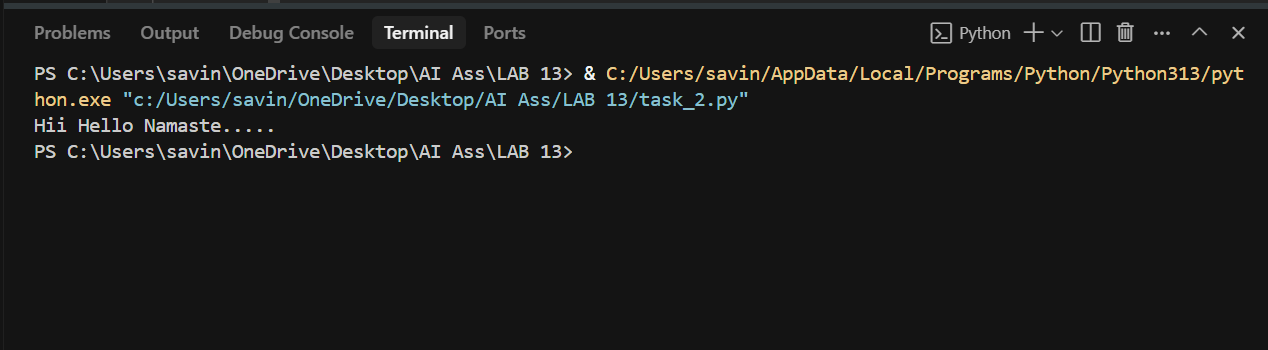 Problems Output Debug Console Terminal Ports Python
PS C:\Users\savin\OneDrive\Desktop\AI Ass\LAB 13> & C:/Users/savin/AppData/Local/Programs/Python/Python313/pyt
hon.exe "c:/Users/savin/OneDrive/Desktop/AI Ass/LAB 13/task_2.py"
Hii Hello Namaste.....
PS C:\Users\savin\OneDrive\Desktop\AI Ass\LAB 13>